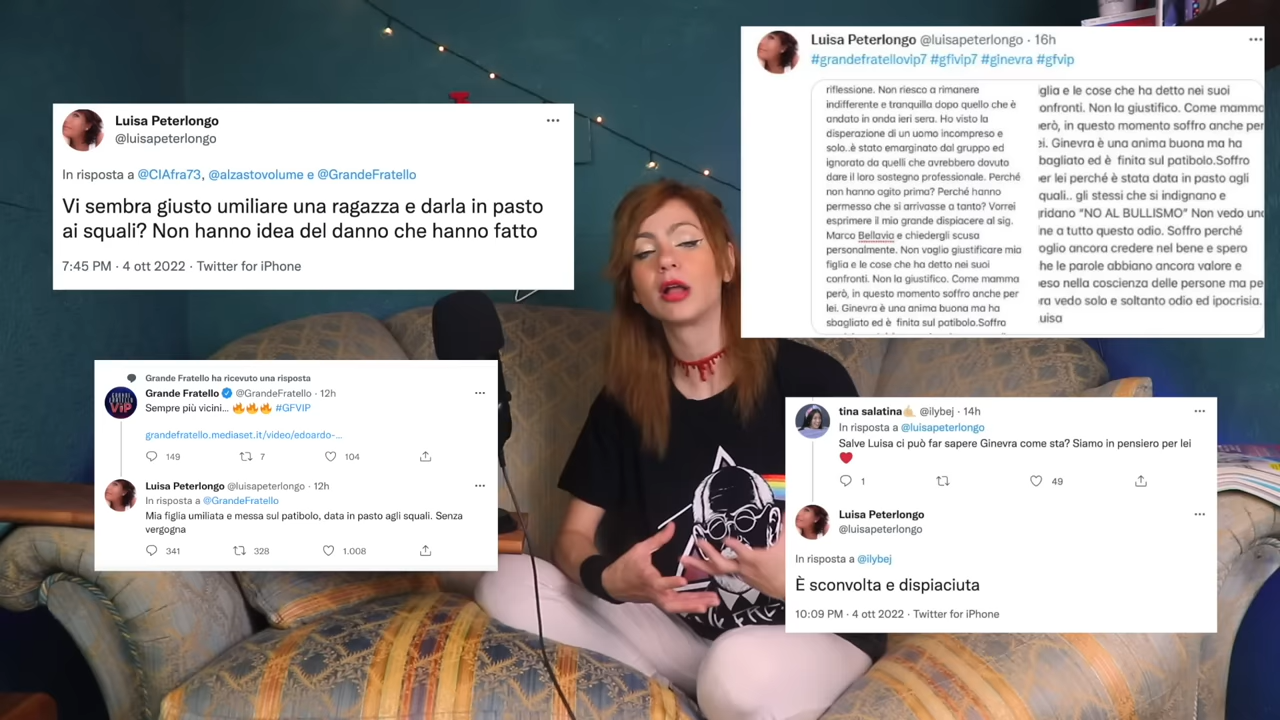 Luisa Peterlongo
@luisapeterlongo
In risposta a @CIAfra73, @alzastovolume e @GrandeFratello
Vi sembra giusto umiliare una ragazza e darla in pasto
ai squali? Non hanno idea del danno che hanno fatto
7:45 PM · 4 ott 2022 · Twitter for iPhone
Luisa Peterlongo @luisapeterlongo · 16h
#grandefratellovip7 #gfivip7 #ginevra #gfvip
riflessione. Non riesco a rimanere
indifferente e tranquilla dopo quello che è
andato in onda ieri sera. Ho visto la
disperazione di un uomo incompreso e
solo..è stato emarginato dal gruppo ed
ignorato da quelli che avrebbero dovuto
dare il loro sostegno professionale. Perché
non hanno agito prima? Perché hanno
permesso che si arrivasse a tanto? Vorrei
esprimere il mio grande dispiacere al sig.
Marco Bellavia e chiedergli scusa
personalmente. Non voglio giustificare mia
figlia e le cose che ha detto nei suoi
confronti. Non la giustifico. Come mamma
però, in questo momento soffro anche per
lei. Ginevra è una anima buona ma ha
sbagliato ed è finita sul patibolo.Soffro
iglia e le cose che ha detto nei suoi
onfronti. Non la giustifico. Come mamma
erò, in questo momento soffro anche per
ei. Ginevra è una anima buona ma ha
bagliato ed è finita sul patibolo.Soffro
er lei perché è stata data in pasto agli
quali.. gli stessi che si indignano e
ridano "NO AL BULLISMO" Non vedo una
ine a tutto questo odio. Soffro perché
oglio ancora credere nel bene e spero
he le parole abbiano ancora valore e
eso nella coscienza delle persone ma pe
ra vedo solo e soltanto odio ed ipocrisia.
uisa
Grande Fratello ha ricevuto una risposta
Grande Fratello @GrandeFratello · 12h
Sempre più vicini... 🔥🔥🔥 #GFVIP
grandefratello.mediaset.it/video/edoardo-...
149 7 104
Luisa Peterlongo @luisapeterlongo · 12h
In risposta a @GrandeFratello
Mia figlia umiliata e messa sul patibolo, data in pasto agli squali. Senza
vergogna
341 328 1.008
tina salatina @ilybej · 14h
In risposta a @luisapeterlongo
Salve Luisa ci può far sapere Ginevra come sta? Siamo in pensiero per lei
❤️
1 49
Luisa Peterlongo
@luisapeterlongo
In risposta a @ilybej
È sconvolta e dispiaciuta
10:09 PM · 4 ott 2022 · Twitter for iPhone